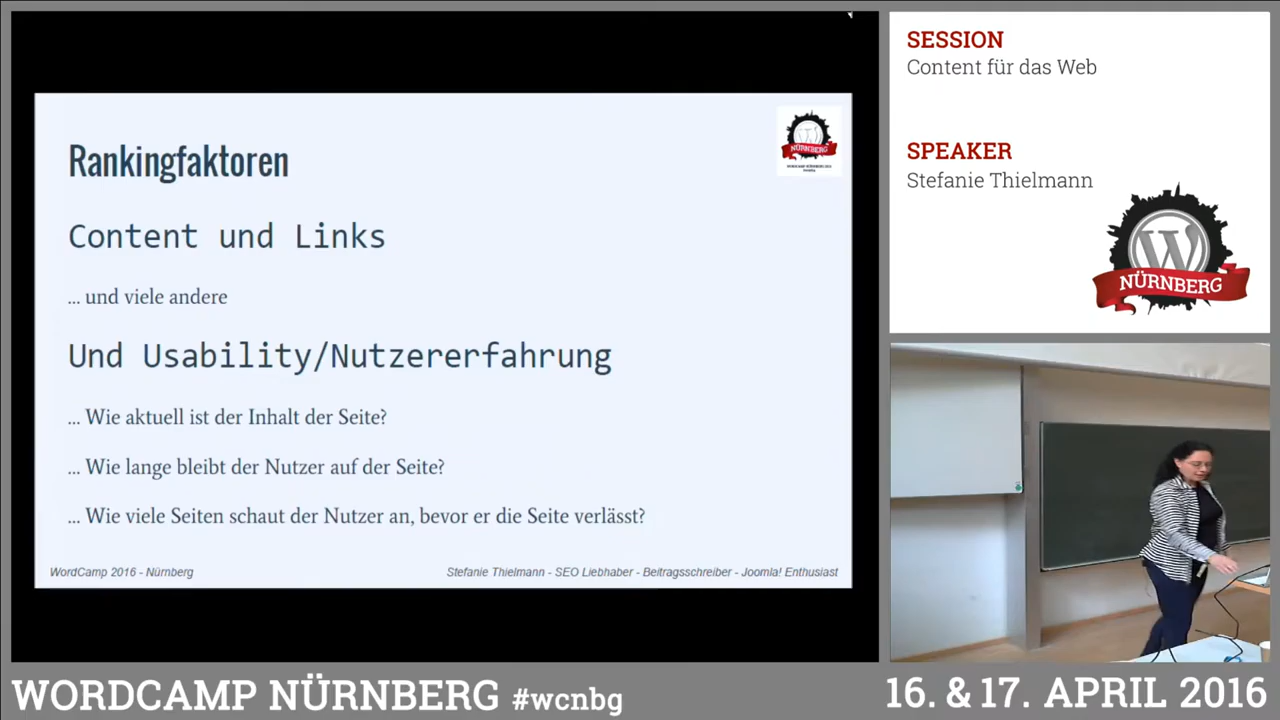 Rankingfaktoren
Content und Links
... und viele andere
Und Usability/Nutzererfahrung
... Wie aktuell ist der Inhalt der Seite?
... Wie lange bleibt der Nutzer auf der Seite?
... Wie viele Seiten schaut der Nutzer an, bevor er die Seite verlässt?
WordCamp 2016 - Nürnberg
Stefanie Thielmann - SEO Liebhaber - Beitragsschreiber - Joomla! Enthusiast
NÜRNBERG
SESSION
Content für das Web
SPEAKER
Stefanie Thielmann
W
NÜRNBERG
WORDCAMP NÜRNBERG #wcnbg
16. & 17. APRIL 2016